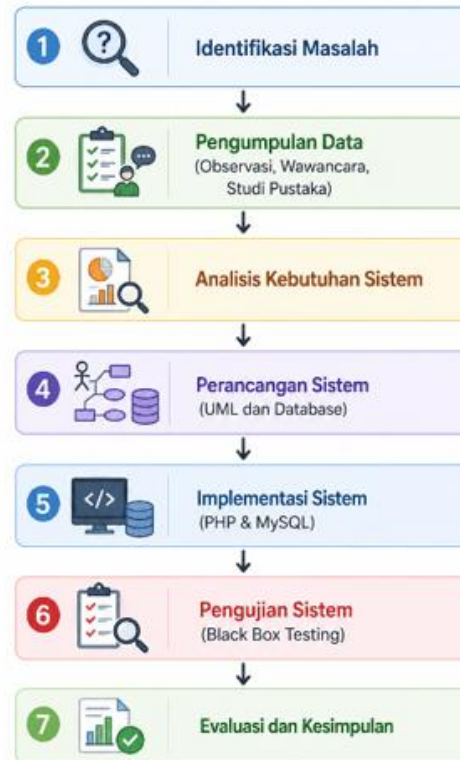 1
?
Identifikasi Masalah
2
Pengumpulan Data
(Observasi, Wawancara,
Studi Pustaka)
3
Analisis Kebutuhan Sistem
4
Perancangan Sistem
(UML dan Database)
5
</>
Implementasi Sistem
(PHP & MySQL)
6
Pengujian Sistem
(Black Box Testing)
7
Evaluasi dan Kesimpulan